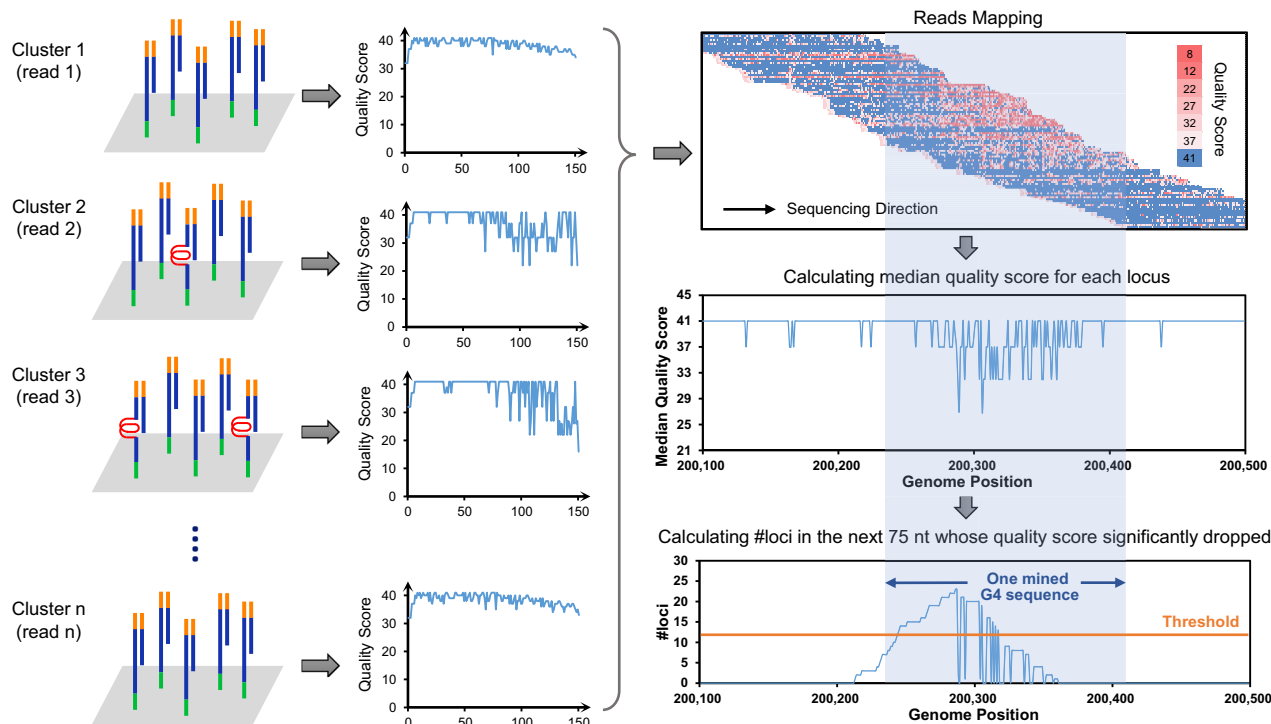 Cluster 1
(read 1)
Quality Score
40
30
20
10
0
0
50
100
150
Cluster 2
(read 2)
Quality Score
40
30
20
10
0
0
50
100
150
Cluster 3
(read 3)
Quality Score
40
30
20
10
0
0
50
100
150
Cluster n
(read n)
Quality Score
40
30
20
10
0
0
50
100
150
Reads Mapping
8
12
22
27
32
37
41
Quality Score
Sequencing Direction
Calculating median quality score for each locus
Median Quality Score
45
41
37
33
29
25
21
200,100
200,200
200,300
200,400
200,500
Genome Position
Calculating #loci in the next 75 nt whose quality score significantly dropped
#loci
30
25
20
15
10
5
0
One mined
G4 sequence
Threshold
200,100
200,200
200,300
200,400
200,500
Genome Position